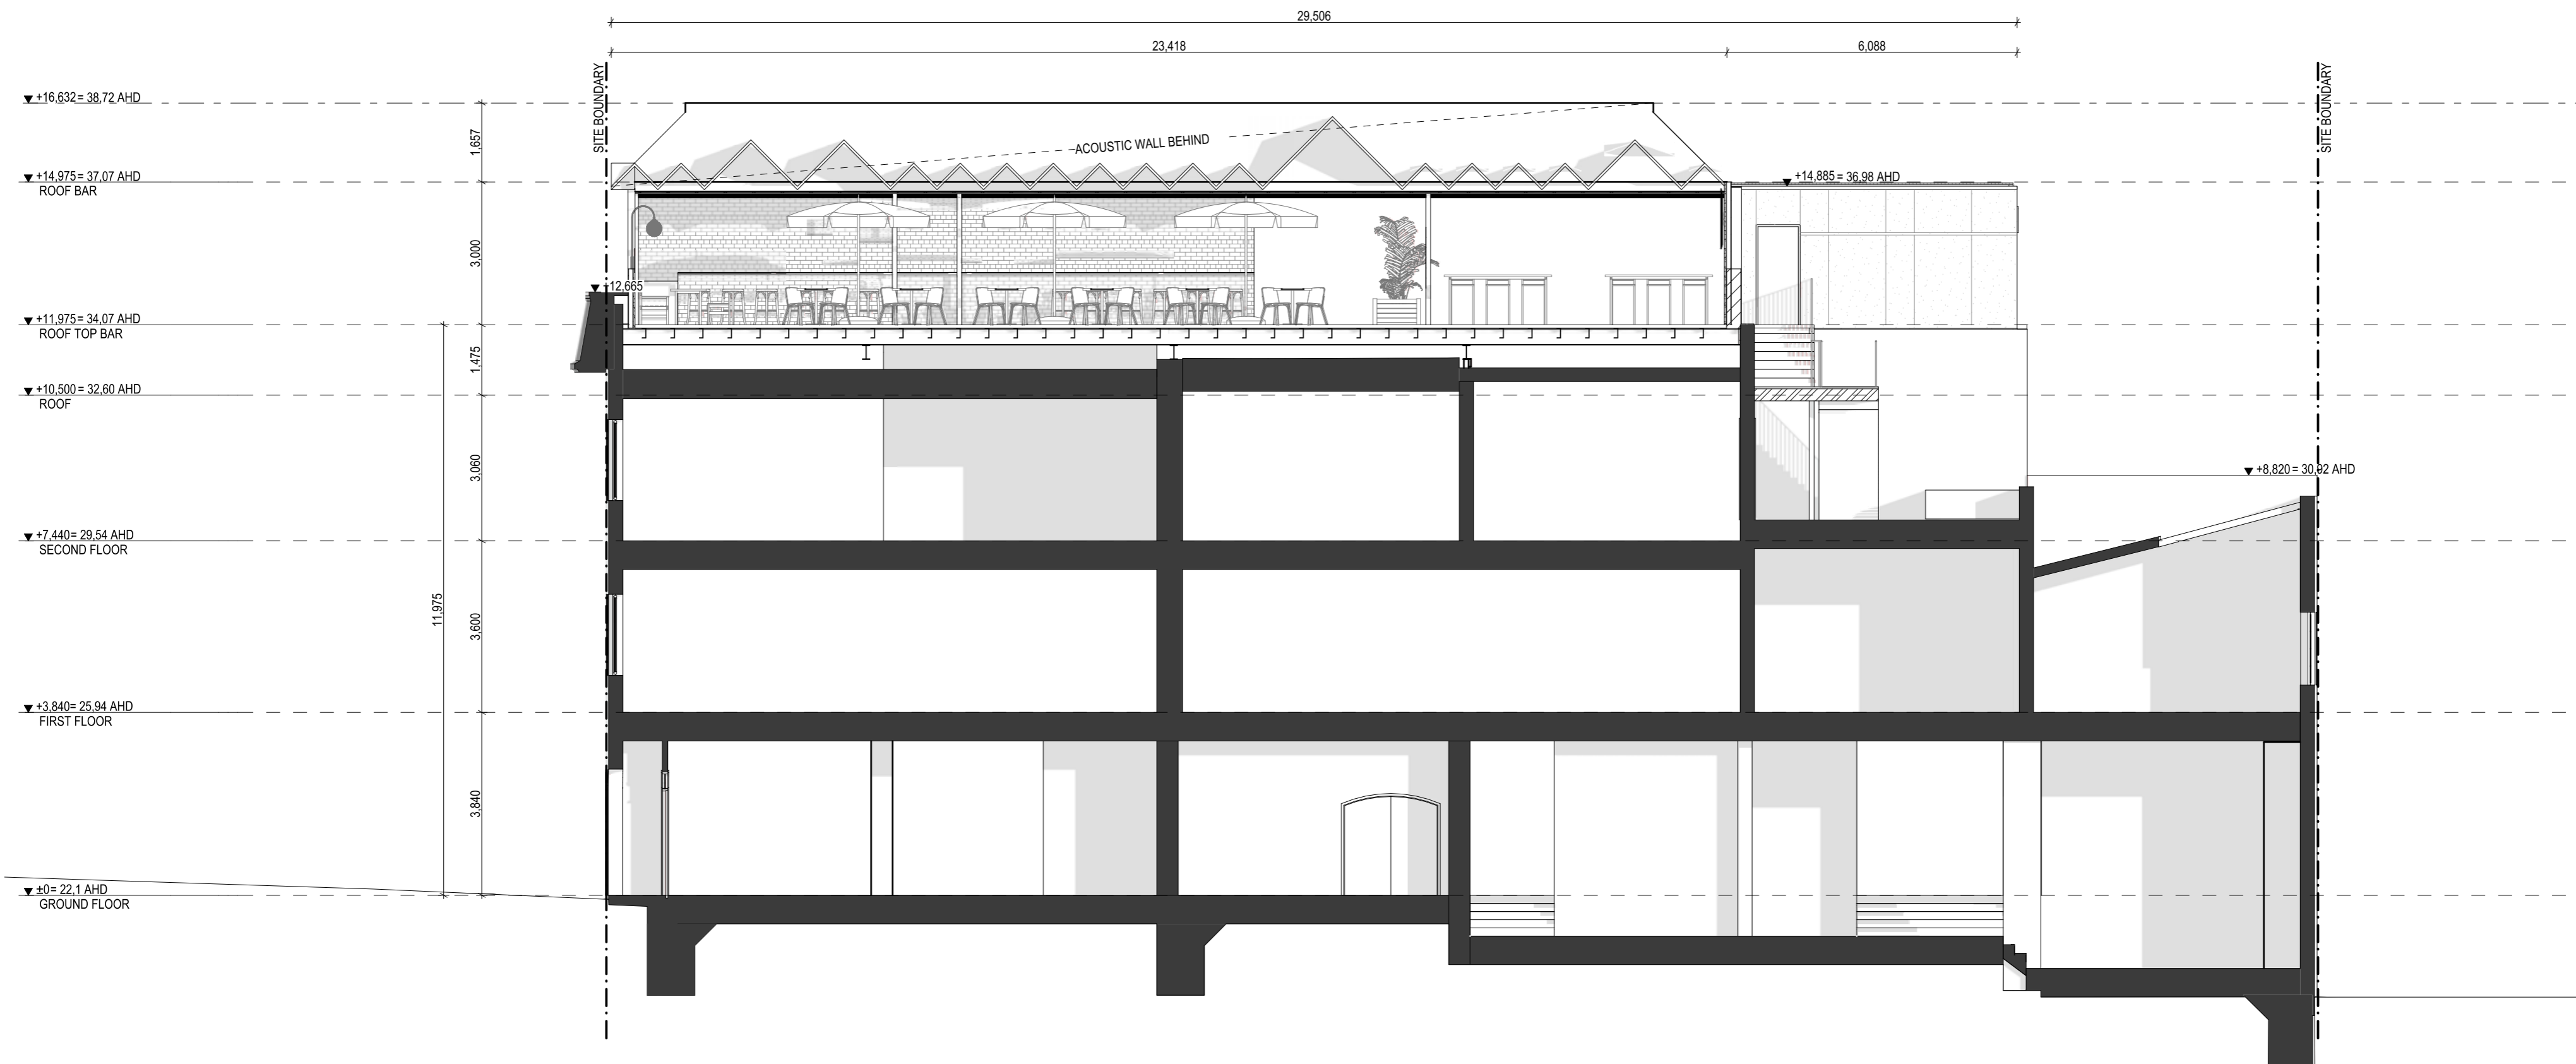 29,506
23,418
6,088
SITE BOUNDARY
SITE BOUNDARY
+16,632= 38,72 AHD
1,657
ACOUSTIC WALL BEHIND
+14,975= 37,07 AHD
ROOF BAR
+14,885= 36,98 AHD
3,000
+12,665
+11,975= 34,07 AHD
ROOF TOP BAR
1,475
+10,500= 32,60 AHD
ROOF
3,060
+8,820= 30,92 AHD
+7,440= 29,54 AHD
SECOND FLOOR
11,975
3,600
+3,840= 25,94 AHD
FIRST FLOOR
3,840
±0= 22,1 AHD
GROUND FLOOR